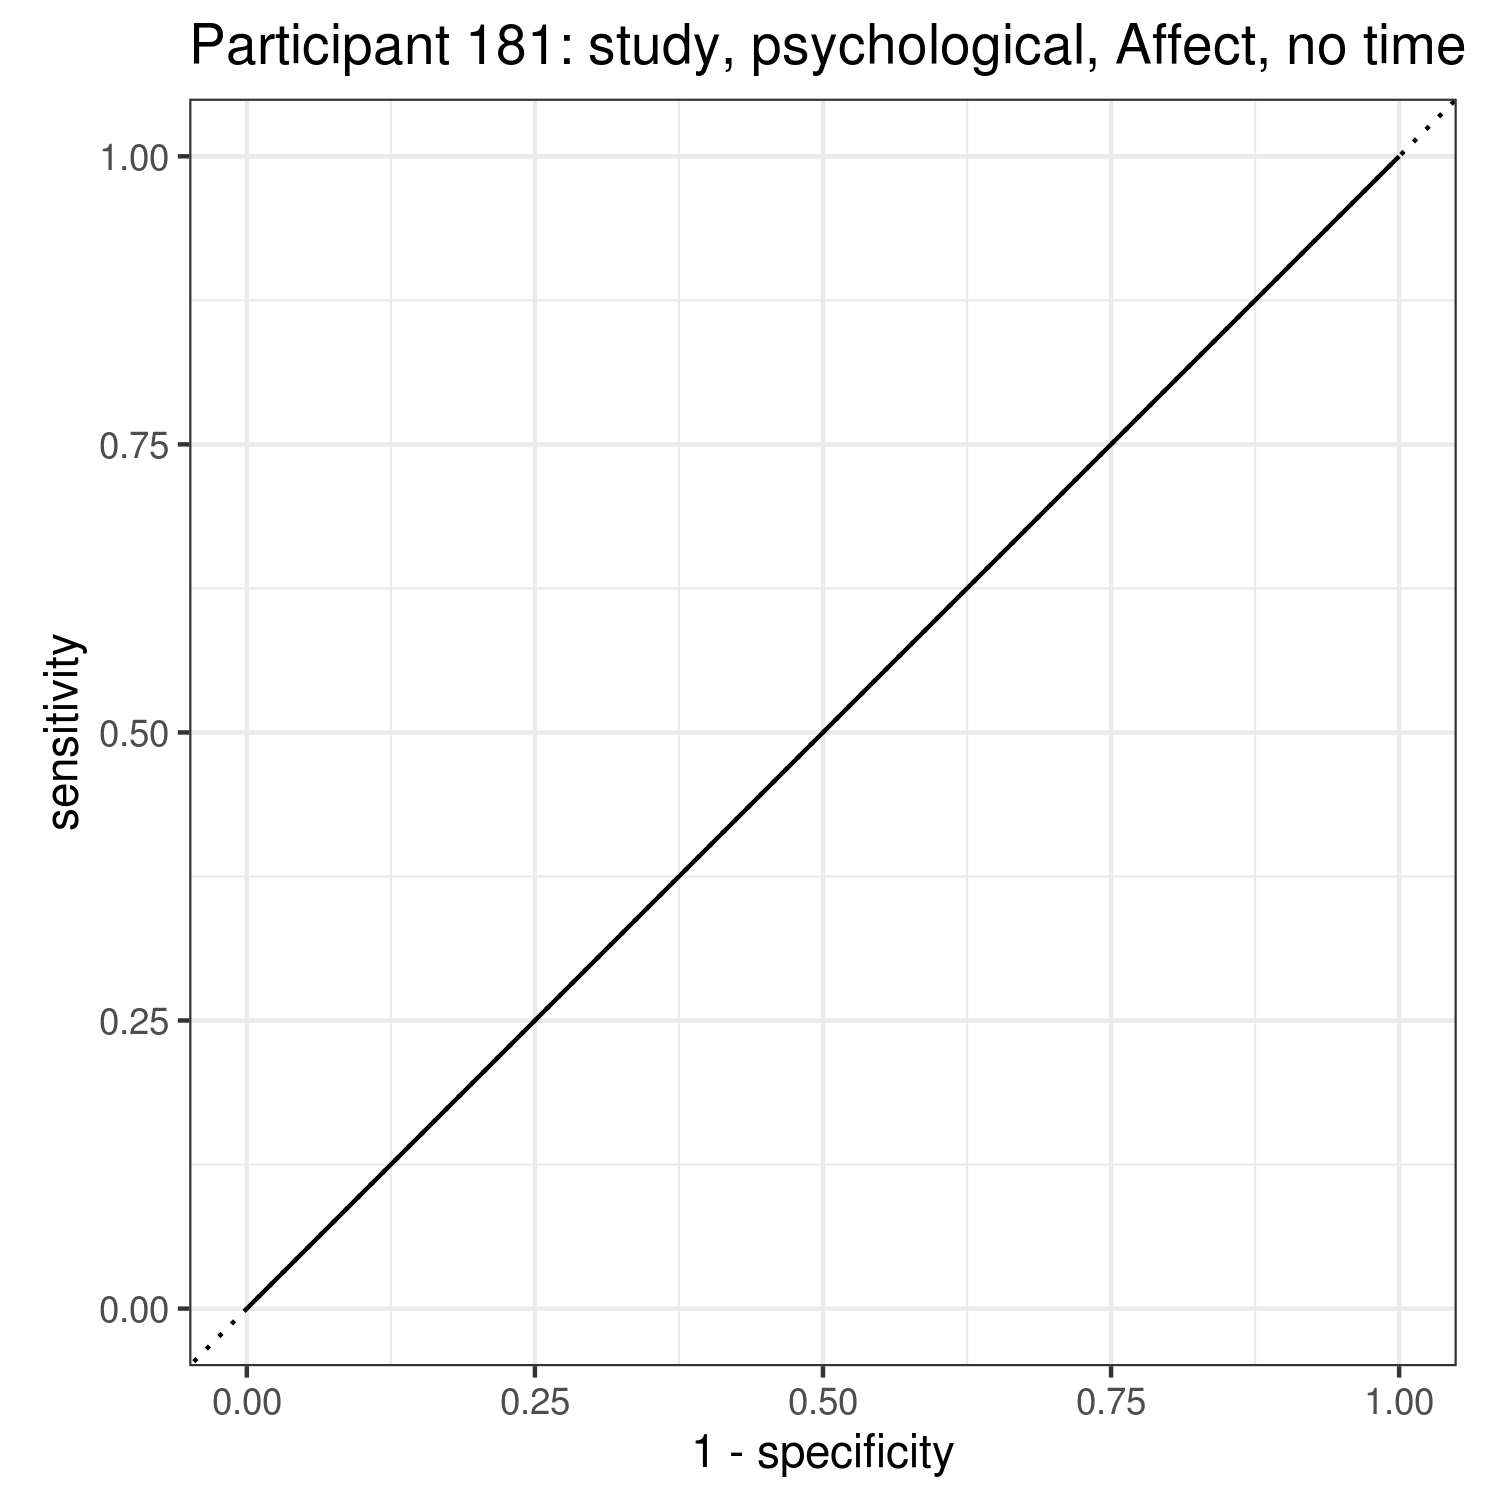 Participant 181: study, psychological, Affect, no time
1.00
0.75
0.50
0.25
0.00
sensitivity
0.00 0.25 0.50 0.75 1.00
1 - specificity